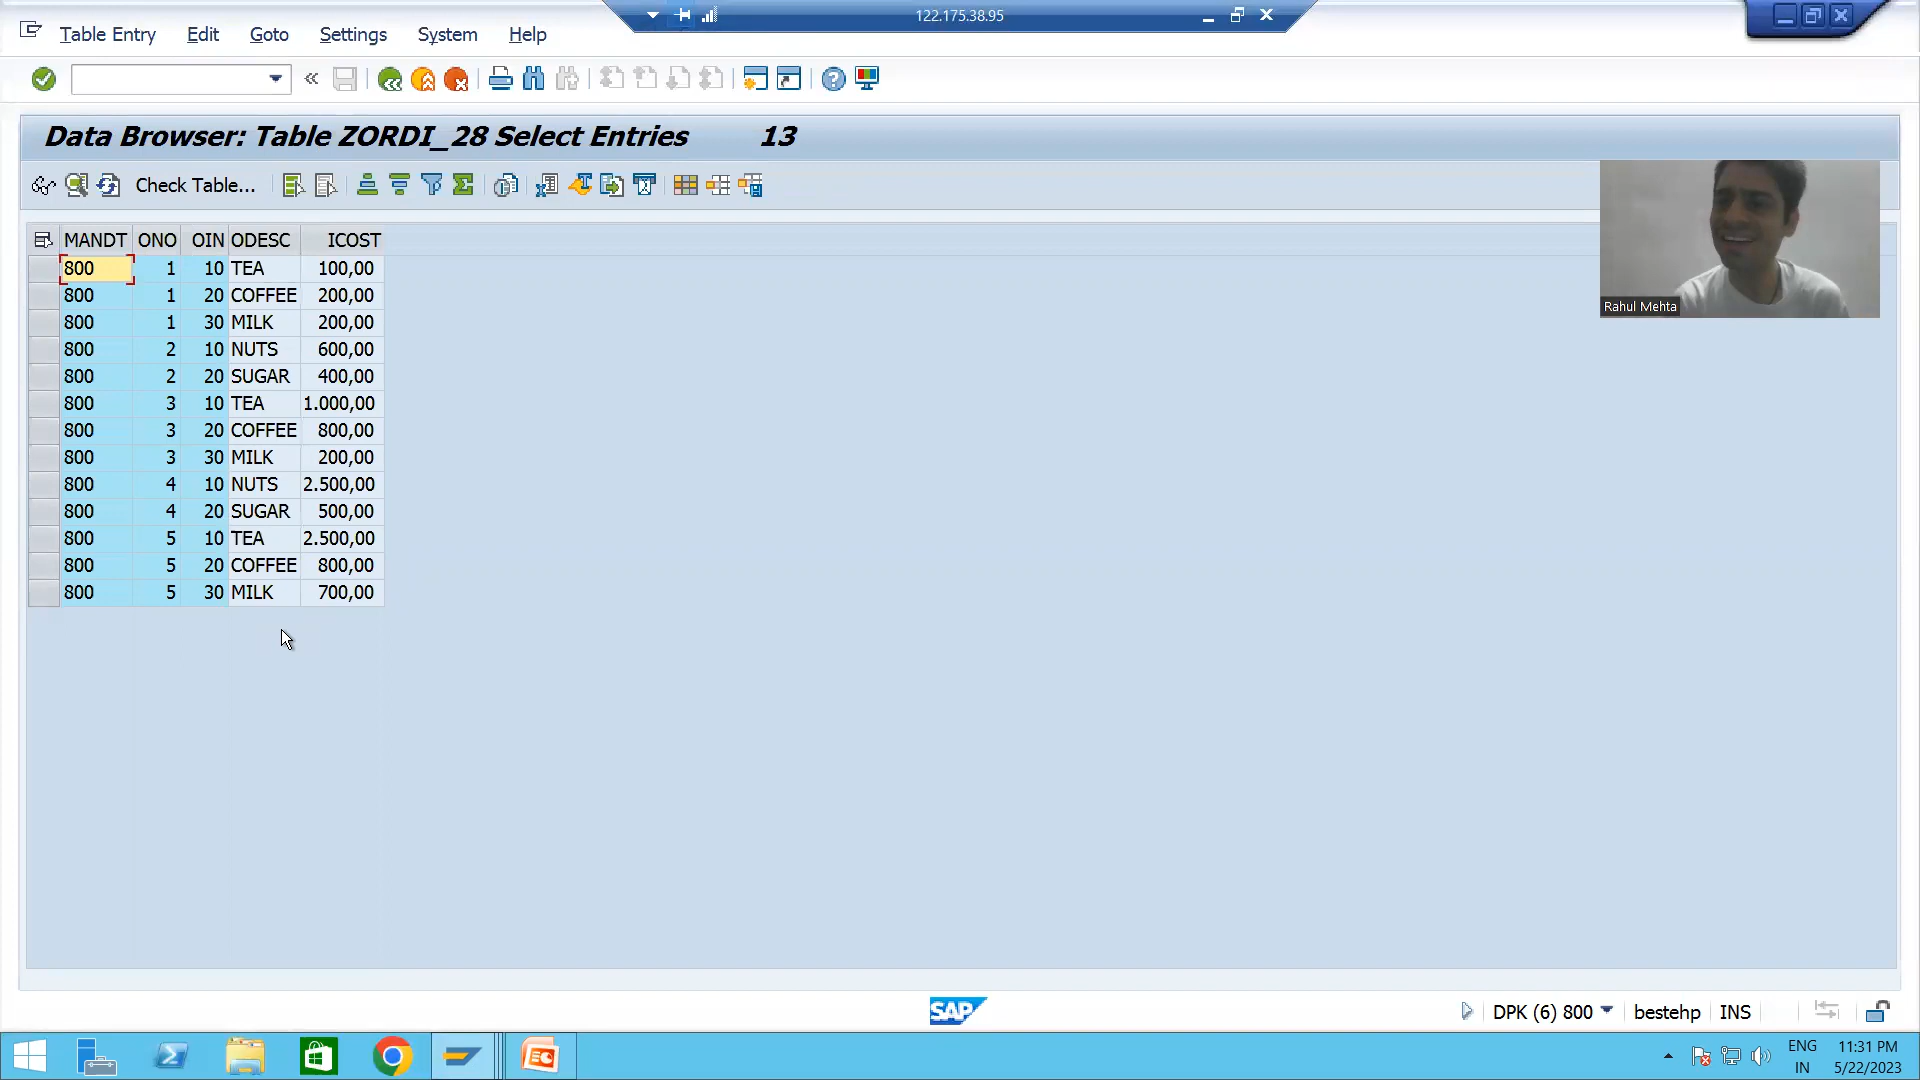 122.175.38.95
Table Entry Edit Goto Settings System Help
Data Browser: Table ZORDI_28 Select Entries 13
Check Table...
Rahul Mehta
MANDT ONO OIN ODESC ICOST
800 1 10 TEA 100,00
800 1 20 COFFEE 200,00
800 1 30 MILK 200,00
800 2 10 NUTS 600,00
800 2 20 SUGAR 400,00
800 3 10 TEA 1.000,00
800 3 20 COFFEE 800,00
800 3 30 MILK 200,00
800 4 10 NUTS 2.500,00
800 4 20 SUGAR 500,00
800 5 10 TEA 2.500,00
800 5 20 COFFEE 800,00
800 5 30 MILK 700,00
SAP
DPK (6) 800 bestehp INS
ENG 11:31 PM
IN 5/22/2023